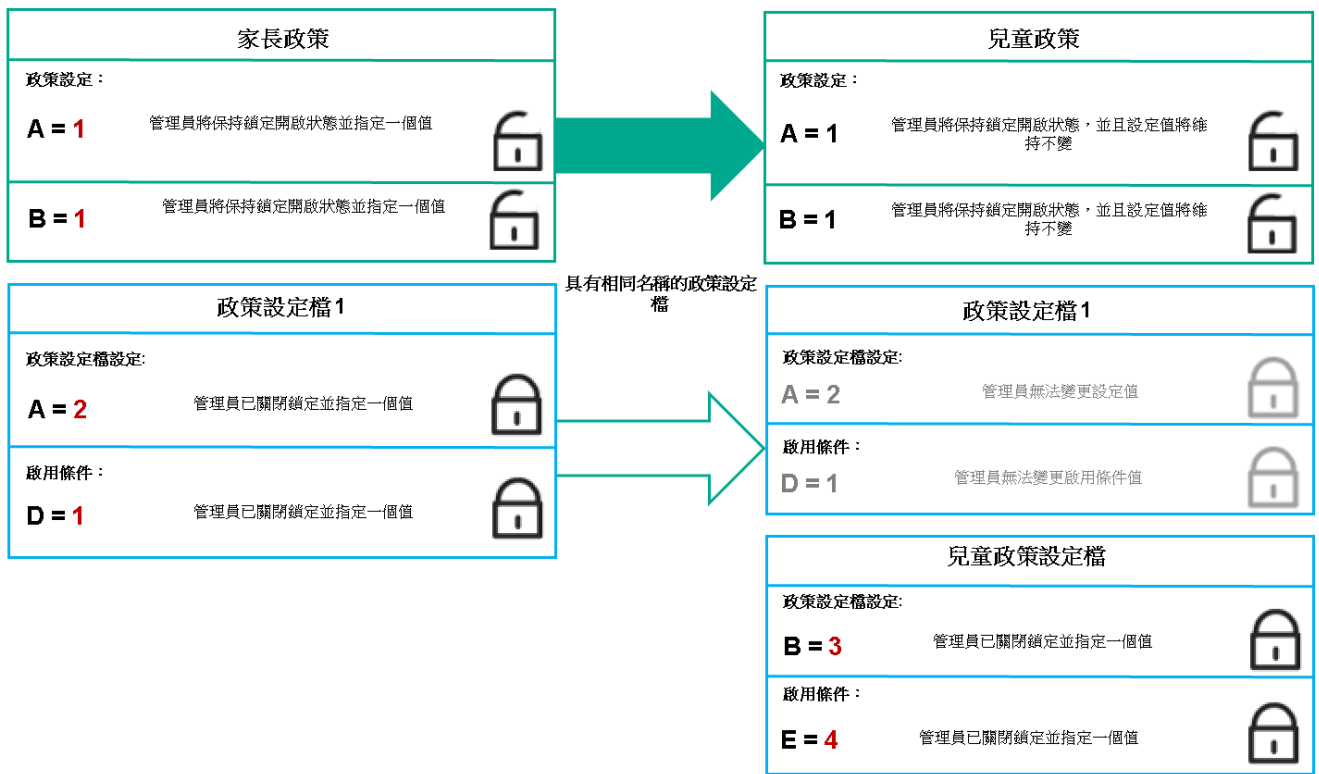 家長政策
政策設定：
A = 1
管理員將保持鎖定開啟狀態並指定一個值
B = 1
管理員將保持鎖定開啟狀態並指定一個值
兒童政策
政策設定：
A = 1
管理員將保持鎖定開啟狀態，並且設定值將維
持不變
B = 1
管理員將保持鎖定開啟狀態，並且設定值將維
持不變
具有相同名稱的政策設定
檔
政策設定檔1
政策設定檔設定:
A = 2
管理員已關閉鎖定並指定一個值
啟用條件：
D = 1
管理員已關閉鎖定並指定一個值
政策設定檔1
政策設定檔設定:
A = 2
管理員無法變更設定值
啟用條件：
D = 1
管理員無法變更啟用條件值
兒童政策設定檔
政策設定檔設定:
B = 3
管理員已關閉鎖定並指定一個值
啟用條件：
E = 4
管理員已關閉鎖定並指定一個值